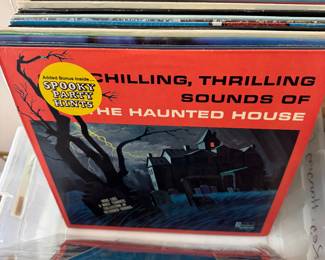 Added Bonus Inside...
SPOOKY
PARTY
HINTS
CHILLING, THRILLING
SOUNDS OF
THE HAUNTED HOUSE